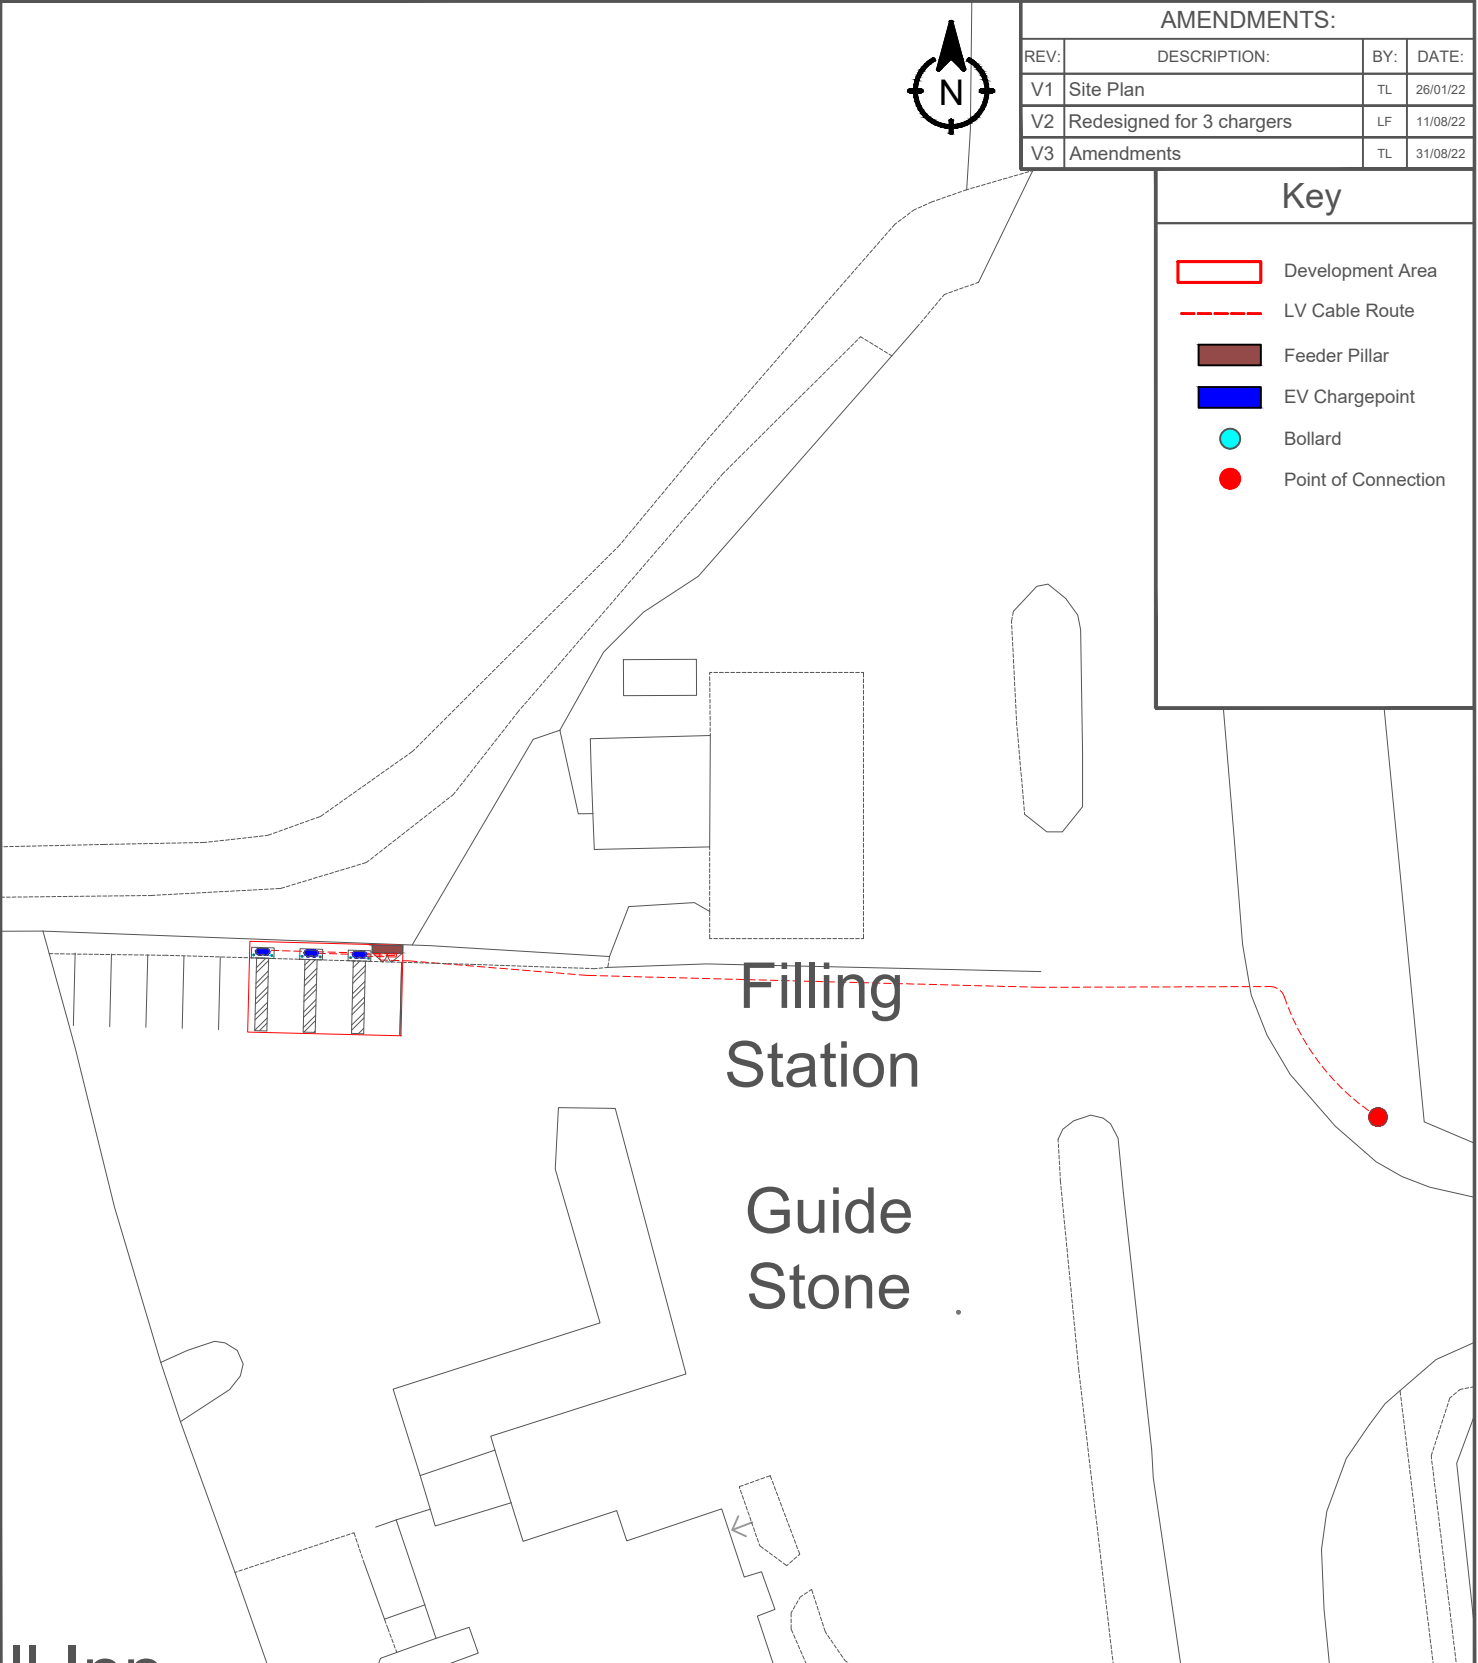 N
AMENDMENTS:
REV: DESCRIPTION: BY: DATE:
V1 Site Plan TL 26/01/22
V2 Redesigned for 3 chargers LF 11/08/22
V3 Amendments TL 31/08/22
Key
Development Area
LV Cable Route
Feeder Pillar
EV Chargepoint
Bollard
Point of Connection
Filling
Station
Guide
Stone
Inn